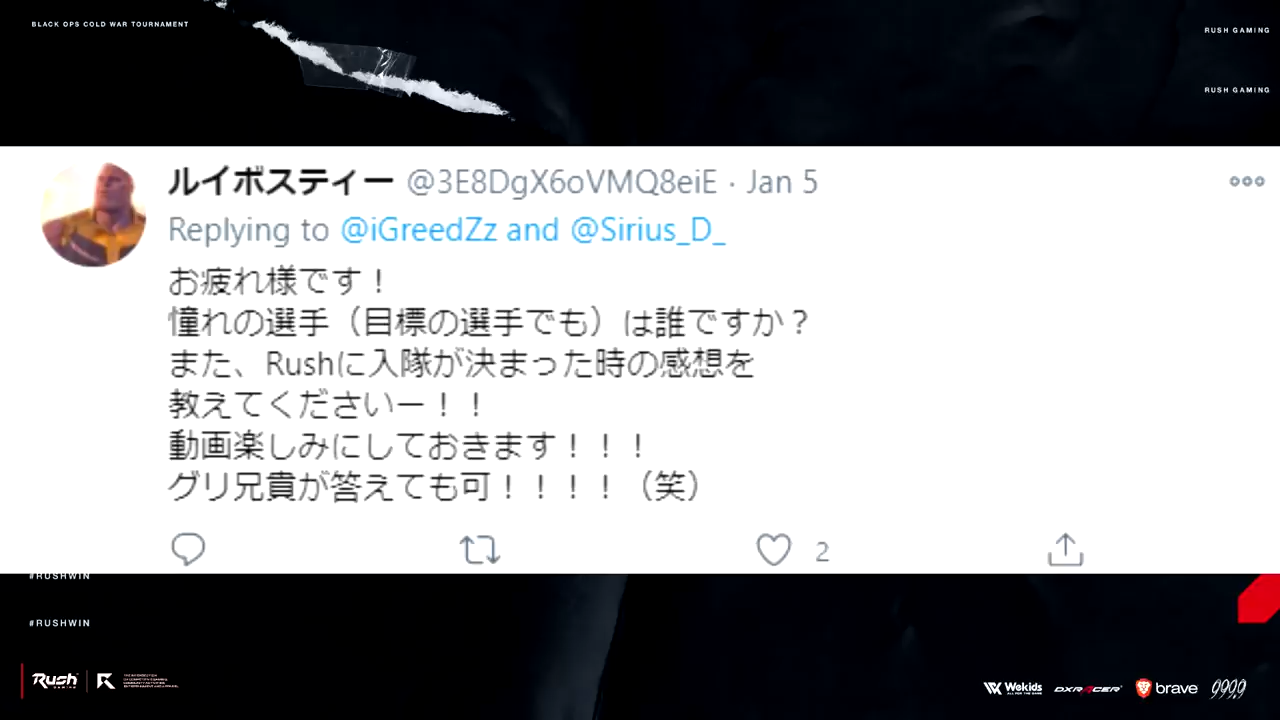 BLACK OPS COLD WAR TOURNAMENT
RUSH GAMING
RUSH GAMING
ルイボスティー @3E8DgX6oVMQ8eiE · Jan 5
Replying to @iGreedZz and @Sirius_D_
お疲れ様です！
憧れの選手（目標の選手でも）は誰ですか？
また、Rushに入隊が決まった時の感想を
教えてくださいー！！
動画楽しみにしておきます！！！
グリ兄貴が答えても可！！！！（笑）
2
#RUSHWIN
#RUSHWIN
Rush GAMING
Wekids
DXRACER
brave
9999